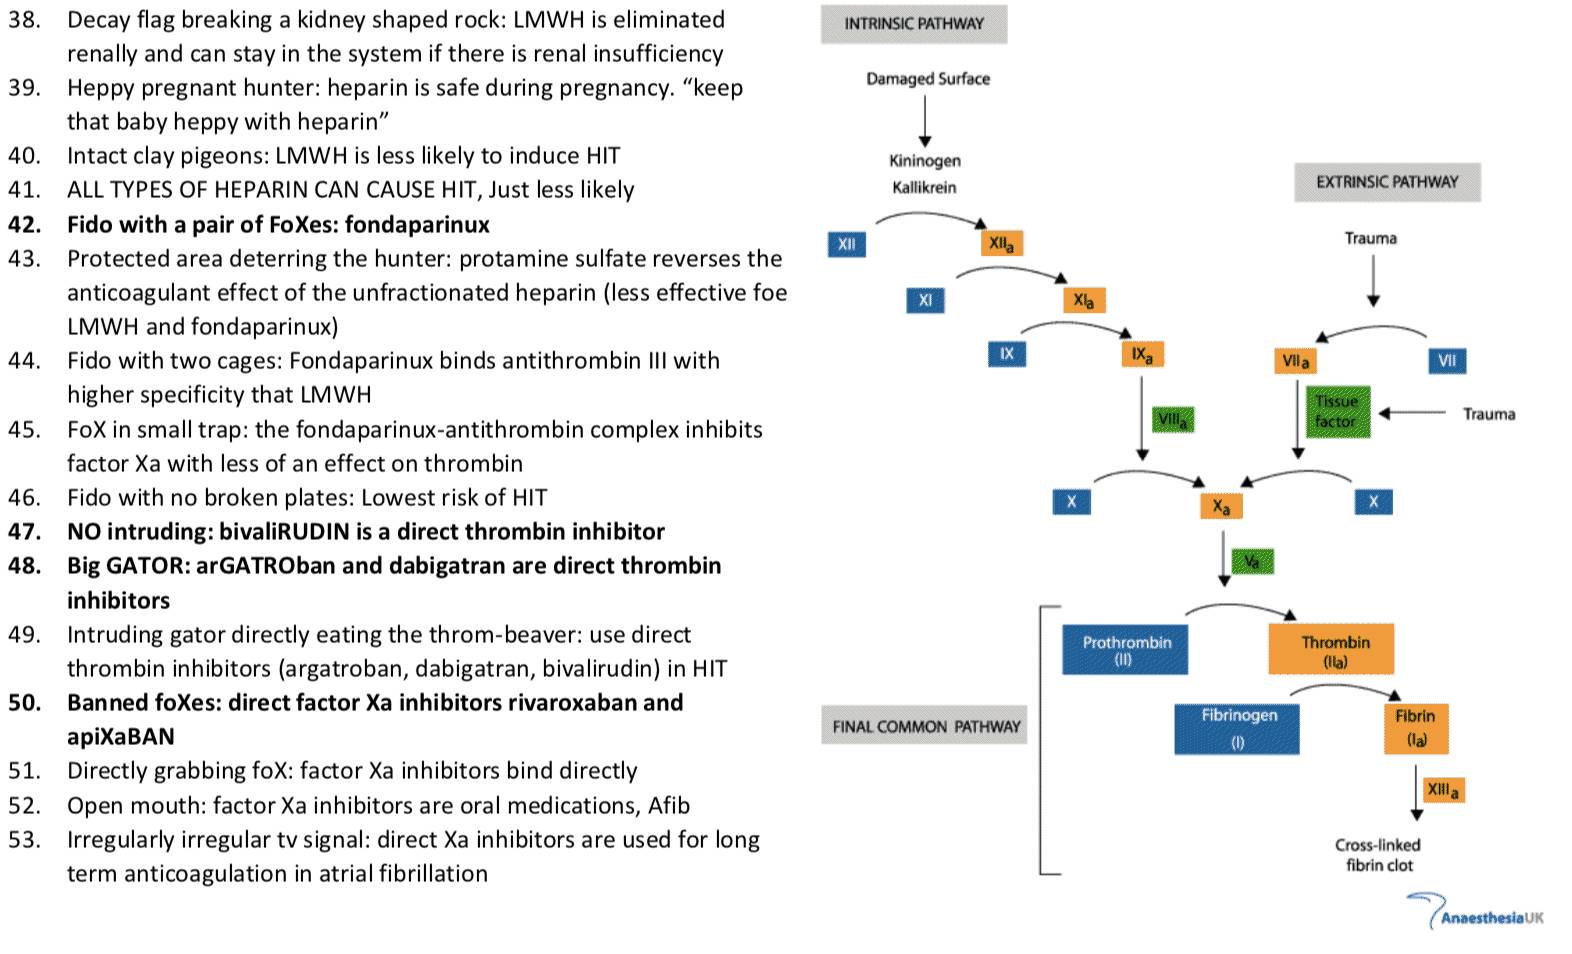 38. Decay flag breaking a kidney shaped rock: LMWH is eliminated
renally and can stay in the system if there is renal insufficiency
39. Heppy pregnant hunter: heparin is safe during pregnancy. “keep
that baby heppy with heparin”
40. Intact clay pigeons: LMWH is less likely to induce HIT
41. ALL TYPES OF HEPARIN CAN CAUSE HIT, Just less likely
42. Fido with a pair of FoXes: fondaparinux
43. Protected area deterring the hunter: protamine sulfate reverses the
anticoagulant effect of the unfractionated heparin (less effective foe
LMWH and fondaparinux)
44. Fido with two cages: Fondaparinux binds antithrombin III with
higher specificity that LMWH
45. FoX in small trap: the fondaparinux-antithrombin complex inhibits
factor Xa with less of an effect on thrombin
46. Fido with no broken plates: Lowest risk of HIT
47. NO intruding: bivaliRUDIN is a direct thrombin inhibitor
48. Big GATOR: arGATROban and dabigatran are direct thrombin
inhibitors
49. Intruding gator directly eating the throm-beaver: use direct
thrombin inhibitors (argatroban, dabigatran, bivalirudin) in HIT
50. Banned foXes: direct factor Xa inhibitors rivaroxaban and
apiXaBAN
51. Directly grabbing foX: factor Xa inhibitors bind directly
52. Open mouth: factor Xa inhibitors are oral medications, Afib
53. Irregularly irregular tv signal: direct Xa inhibitors are used for long
term anticoagulation in atrial fibrillation
INTRINSIC PATHWAY
Damaged Surface
Kininogen
Kallikrein
EXTRINSIC PATHWAY
Trauma
XII
XIIa
XI
XIa
IX
IXa
VIIa
VII
VIIIa
Tissue
factor
Trauma
X
Xa
X
Va
Prothrombin
(II)
Thrombin
(IIa)
Fibrinogen
(I)
Fibrin
(Ia)
FINAL COMMON PATHWAY
XIIIa
Cross-linked
fibrin clot
AnaesthesiaUK